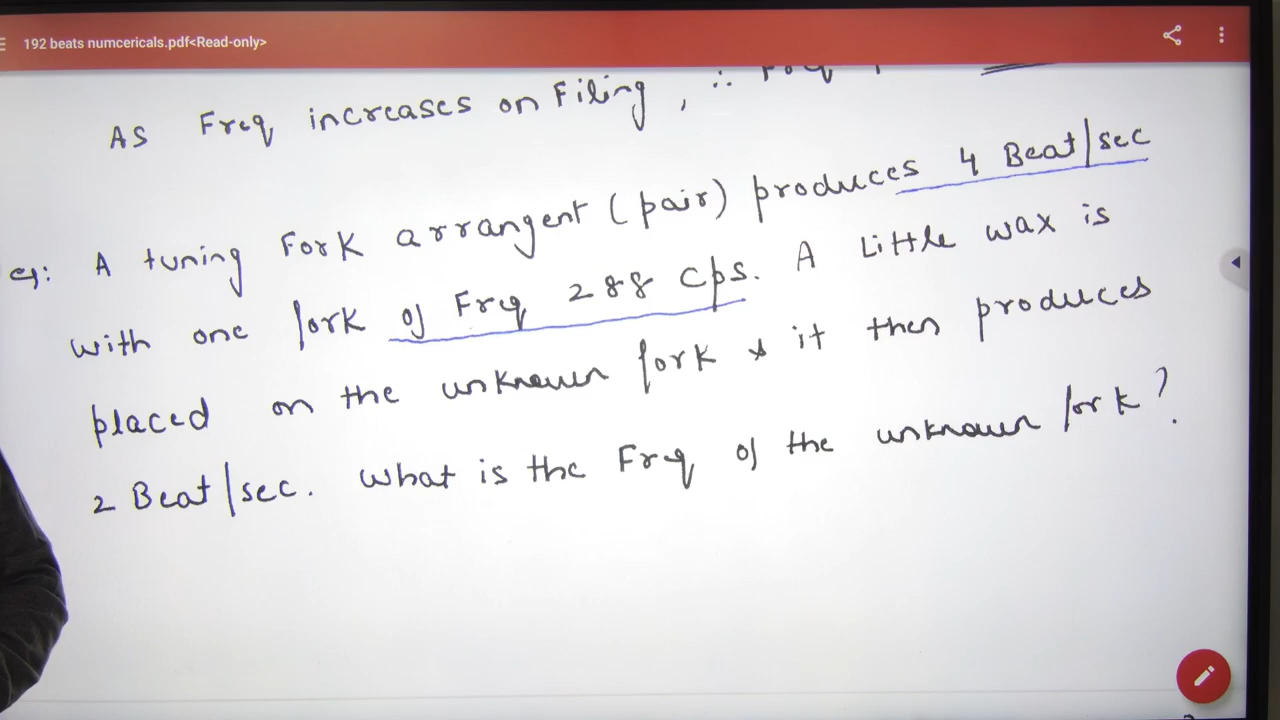 192 beats numcericals.pdf<Read-only>
As Freq increases on Filing, ∴ Freq
eg: A tuning Fork arrangent (pair) produces 4 Beat/sec
with one fork of Freq 288 cps. A Little wax is
placed on the unknown fork & it then produces
2 Beat/sec. What is the Freq of the unknown fork?